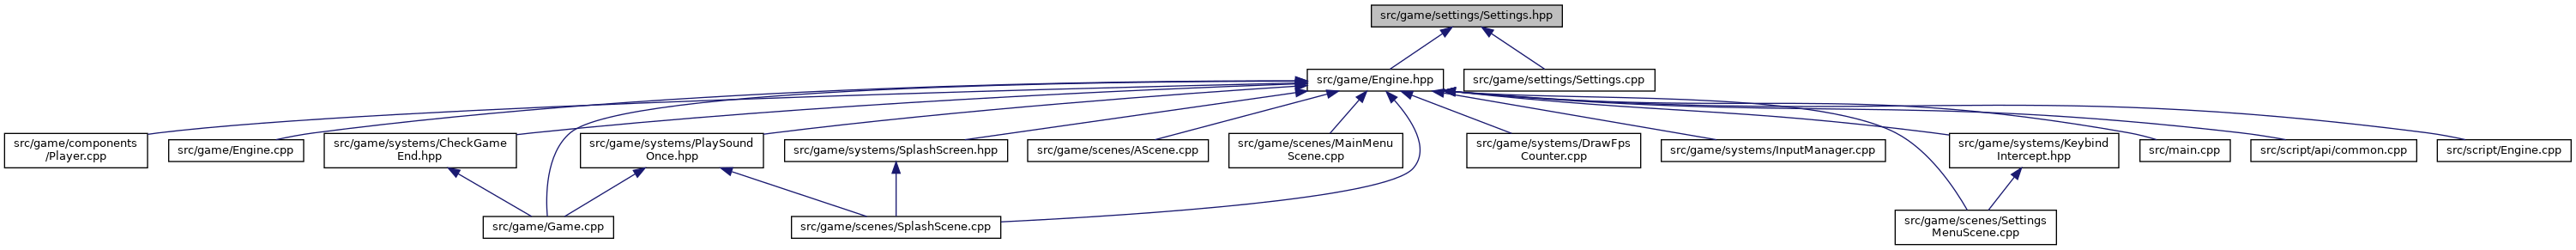 src/game/settings/Settings.hpp
src/game/Engine.hpp
src/game/settings/Settings.cpp
src/game/components
/Player.cpp
src/game/Engine.cpp
src/game/systems/CheckGame
End.hpp
src/game/systems/PlaySound
Once.hpp
src/game/systems/SplashScreen.hpp
src/game/scenes/AScene.cpp
src/game/scenes/MainMenu
Scene.cpp
src/game/systems/DrawFps
Counter.cpp
src/game/systems/InputManager.cpp
src/game/systems/Keybind
Intercept.hpp
src/main.cpp
src/script/api/common.cpp
src/script/Engine.cpp
src/game/Game.cpp
src/game/scenes/SplashScene.cpp
src/game/scenes/Settings
MenuScene.cpp